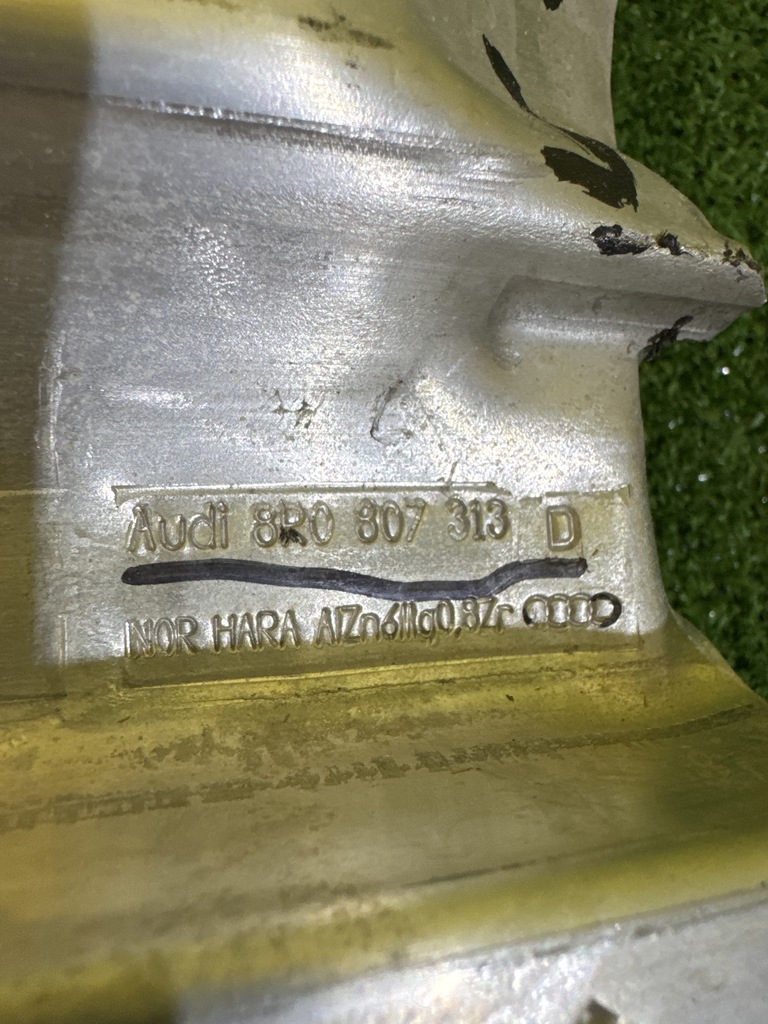 Audi 8R0 807 313 D
NOR HARA AlZn6Mg0,8Zr